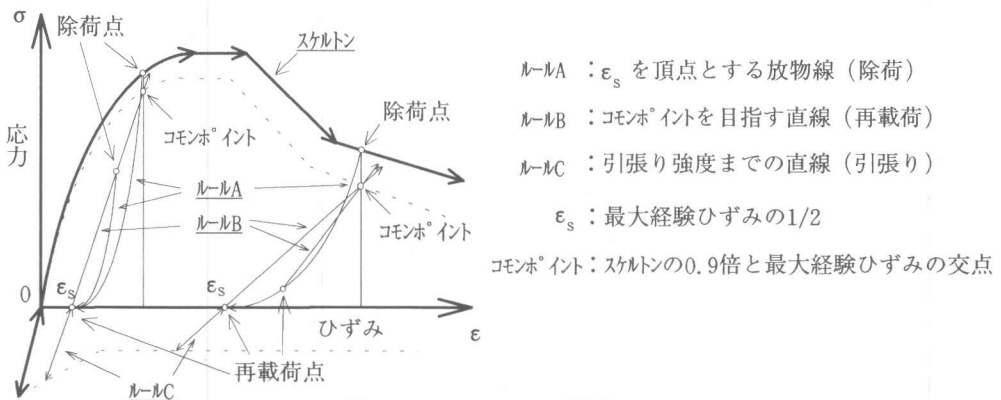 σ
除荷点
スケルトン
応力
コモンポイント
除荷点
ルールA
ルールB
コモンポイント
0
εs
εs
ひずみ
ε
再載荷点
ルールC
ルールA ：εs を頂点とする放物線（除荷）
ルールB ：コモンポイントを目指す直線（再載荷）
ルールC ：引張り強度までの直線（引張り）
εs ：最大経験ひずみの1/2
コモンポイント：スケルトンの0.9倍と最大経験ひずみの交点